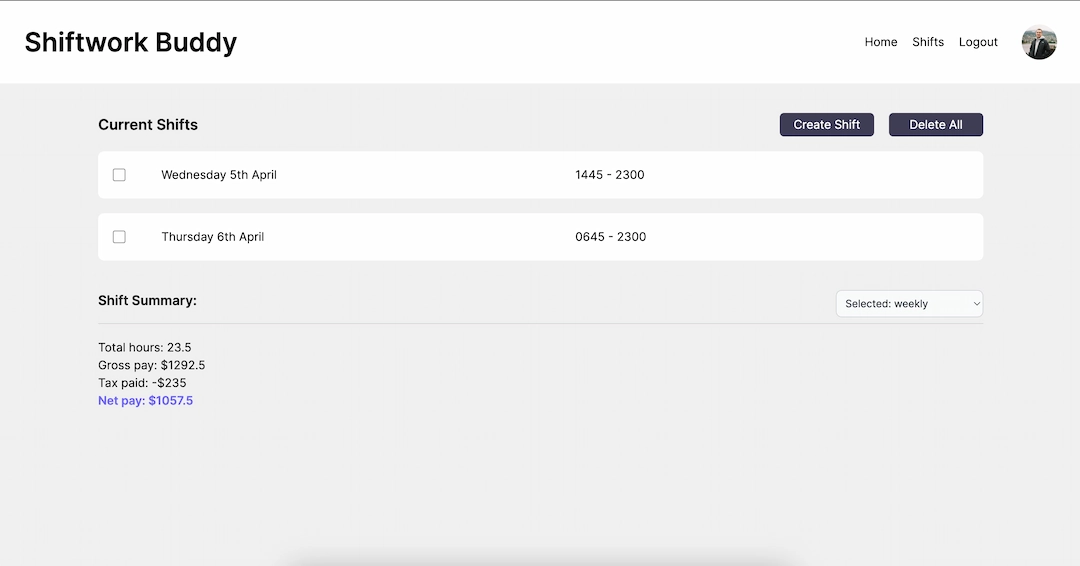 Shiftwork Buddy
Home Shifts Logout
Current Shifts
Create Shift
Delete All
Wednesday 5th April 1445 - 2300
Thursday 6th April 0645 - 2300
Shift Summary:
Selected: weekly
Total hours: 23.5
Gross pay: $1292.5
Tax paid: -$235
Net pay: $1057.5